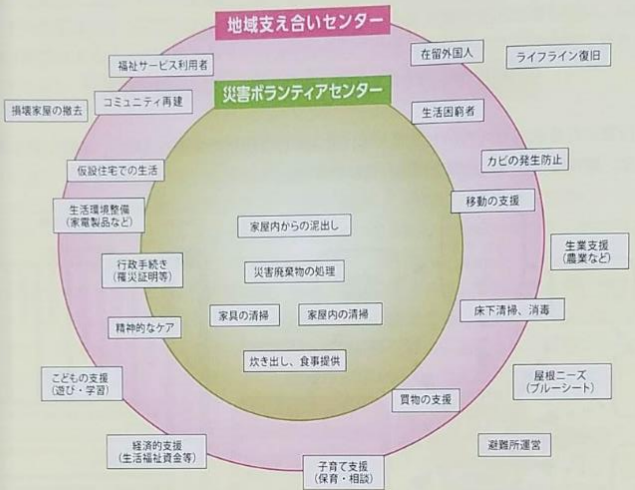 地域支え合いセンター
在留外国人
ライフライン復旧
福祉サービス利用者
災害ボランティアセンター
損壊家屋の撤去
コミュニティ再建
生活困窮者
カビの発生防止
仮設住宅での生活
移動の支援
生活環境整備
(家電製品など)
家屋内からの泥出し
生業支援
(農業など)
行政手続き
(罹災証明等)
災害廃棄物の処理
家具の清掃
家屋内の清掃
床下清掃、消毒
精神的なケア
炊き出し、食事提供
こどもの支援
(遊び・学習)
屋根ニーズ
(ブルーシート)
買物の支援
経済的支援
(生活福祉資金等)
避難所運営
子育て支援
(保育・相談)